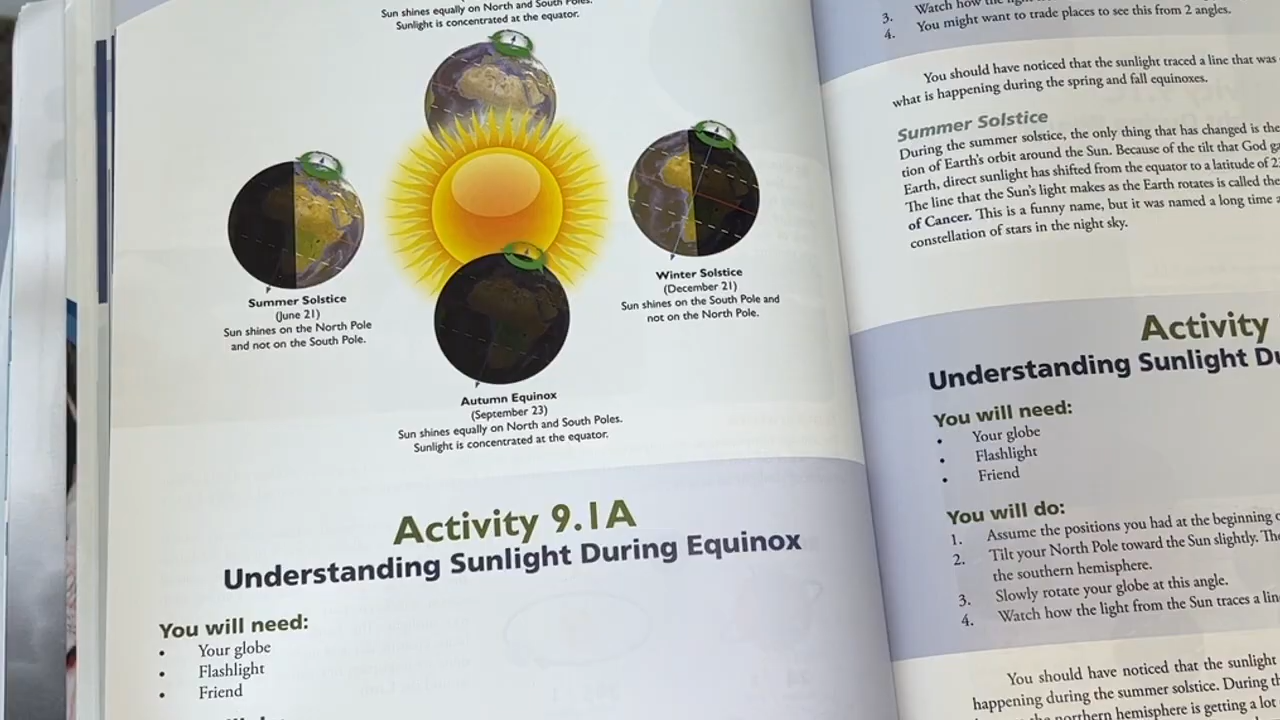 Sun shines equally on North and South Poles.
Sunlight is concentrated at the equator.
Summer Solstice
(June 21)
Sun shines on the North Pole
and not on the South Pole.
Winter Solstice
(December 21)
Sun shines on the South Pole and
not on the North Pole.
Autumn Equinox
(September 23)
Sun shines equally on North and South Poles.
Sunlight is concentrated at the equator.
Activity 9.1A
Understanding Sunlight During Equinox
You will need:
• Your globe
• Flashlight
• Friend
3. Watch how the light from the Sun
4. You might want to trade places to see this from 2 angles.
You should have noticed that the sunlight traced a line that was
what is happening during the spring and fall equinoxes.
Summer Solstice
During the summer solstice, the only thing that has changed is the
tion of Earth's orbit around the Sun. Because of the tilt that God ga
Earth, direct sunlight has shifted from the equator to a latitude of 2
The line that the Sun's light makes as the Earth rotates is called the
of Cancer. This is a funny name, but it was named a long time a
constellation of stars in the night sky.
Activity
Understanding Sunlight Du
You will need:
• Your globe
• Flashlight
• Friend
You will do:
1. Assume the positions you had at the beginning
2. Tilt your North Pole toward the Sun slightly. The
the southern hemisphere.
3. Slowly rotate your globe at this angle.
4. Watch how the light from the Sun traces a lin
You should have noticed that the sunlight
happening during the summer solstice. During th
northern hemisphere is getting a lot